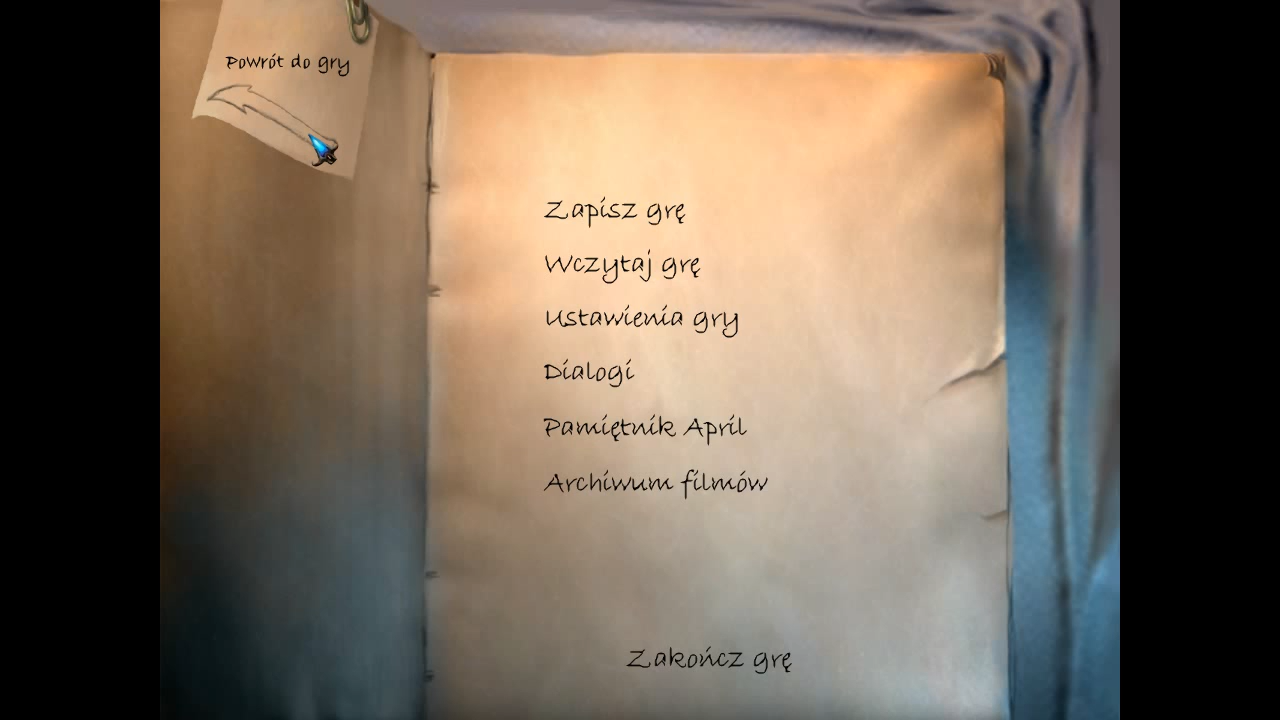 Powrót do gry
Zapisz grę
Wczytaj grę
Ustawienia gry
Dialogi
Pamiętnik April
Archiwum filmów
Zakończ grę